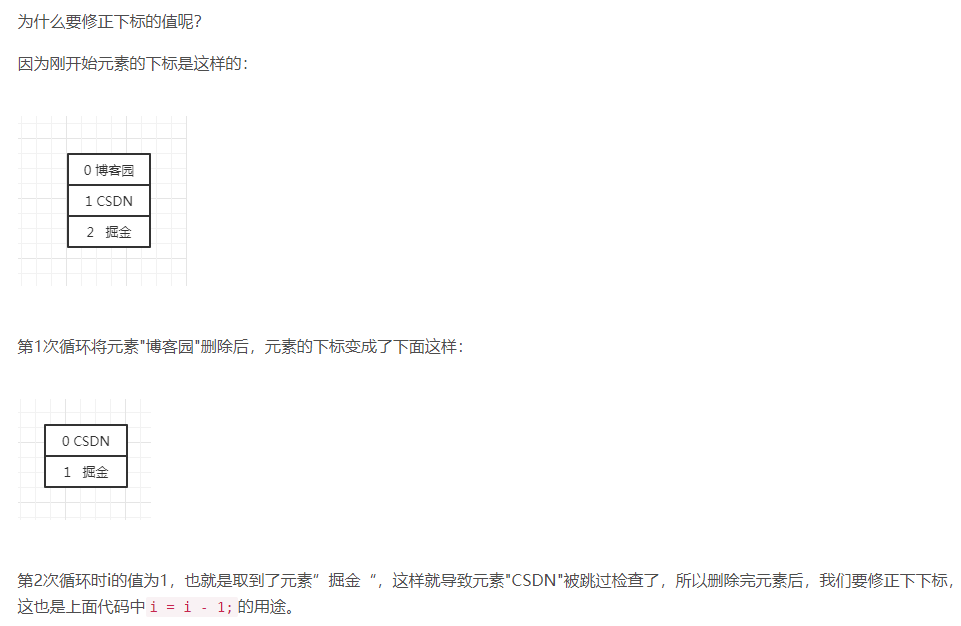 为什么要修正下标的值呢？
因为刚开始元素的下标是这样的：
0 博客园
1 CSDN
2 掘金
第1次循环将元素"博客园"删除后，元素的下标变成了下面这样：
0 CSDN
1 掘金
第2次循环时i的值为1，也就是取到了元素”掘金“，这样就导致元素"CSDN"被跳过检查了，所以删除完元素后，我们要修正下下标，
这也是上面代码中i = i - 1;的用途。